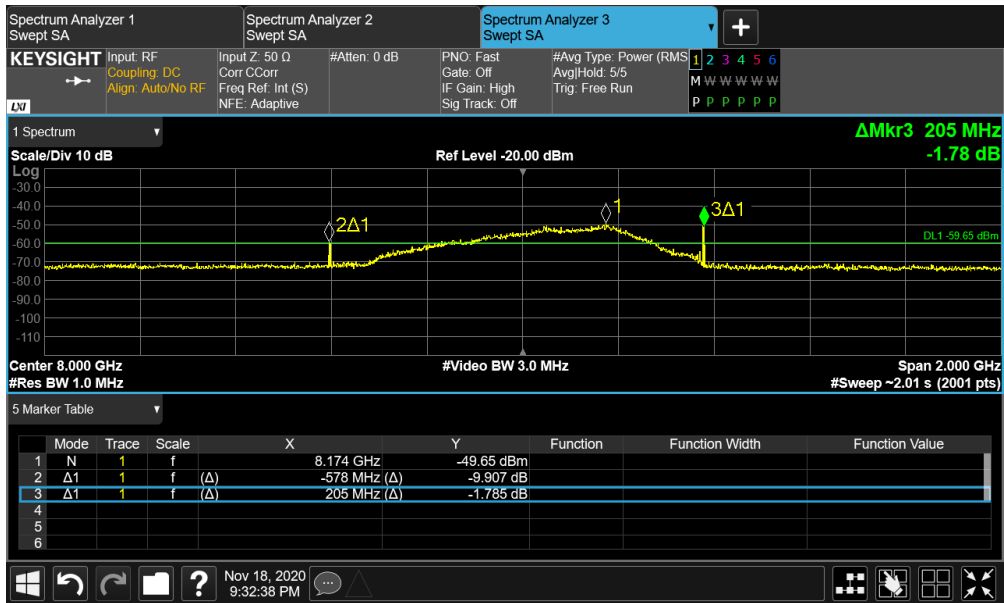 Spectrum Analyzer 1
Swept SA
Spectrum Analyzer 2
Swept SA
Spectrum Analyzer 3
Swept SA
▼
+
KEYSIGHT
LXI
Input: RF
Coupling: DC
Align: Auto/No RF
Input Z: 50 Ω
Corr CCorr
Freq Ref: Int (S)
NFE: Adaptive
#Atten: 0 dB
PNO: Fast
Gate: Off
IF Gain: High
Sig Track: Off
#Avg Type: Power (RMS
Avg|Hold: 5/5
Trig: Free Run
1 2 3 4 5 6
M W W W W W
P P P P P P
1 Spectrum ▼
ΔMkr3 205 MHz
-1.78 dB
Scale/Div 10 dB
Ref Level -20.00 dBm
Log
-30.0
-40.0
-50.0
-60.0
-70.0
-80.0
-90.0
-100
-110
2Δ1
1
3Δ1
DL1 -59.65 dBm
Center 8.000 GHz
#Video BW 3.0 MHz
Span 2.000 GHz
#Res BW 1.0 MHz
#Sweep ~2.01 s (2001 pts)
5 Marker Table ▼
Mode Trace Scale X Y Function Function Width Function Value
1 N 1 f 8.174 GHz -49.65 dBm
2 Δ1 1 f (Δ) -578 MHz (Δ) -9.907 dB
3 Δ1 1 f (Δ) 205 MHz (Δ) -1.785 dB
4
5
6
?
Nov 18, 2020
9:32:38 PM